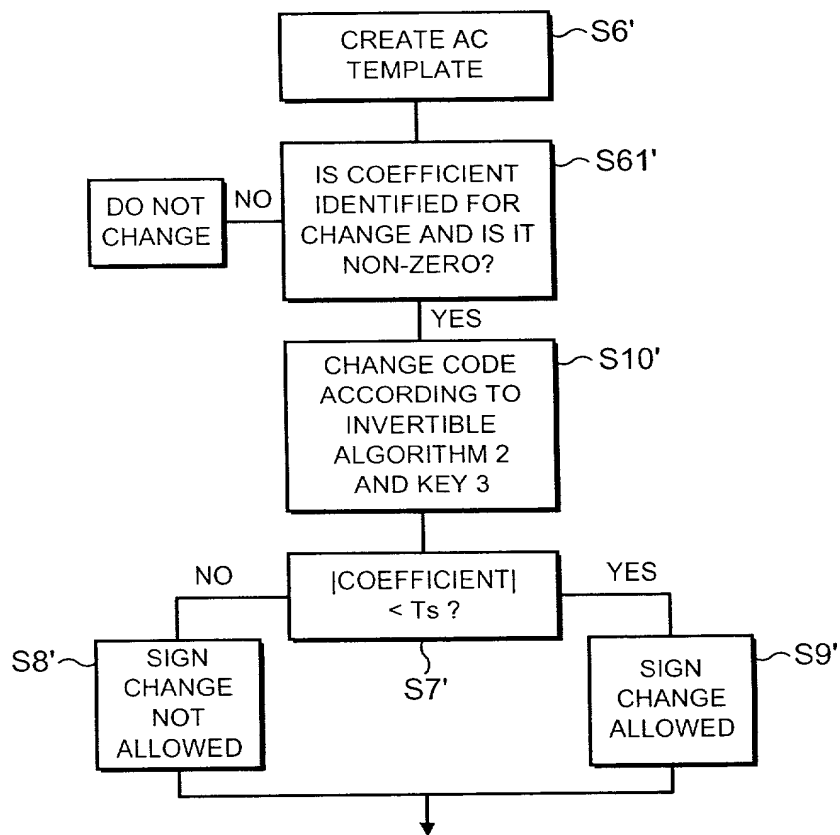 CREATE AC
TEMPLATE
S6'
IS COEFFICIENT
IDENTIFIED FOR
CHANGE AND IS IT
NON-ZERO?
S61'
NO
DO NOT
CHANGE
YES
CHANGE CODE
ACCORDING TO
INVERTIBLE
ALGORITHM 2
AND KEY 3
S10'
|COEFFICIENT|
< Ts ?
S7'
NO
YES
S8'
SIGN
CHANGE
NOT
ALLOWED
SIGN
CHANGE
ALLOWED
S9'